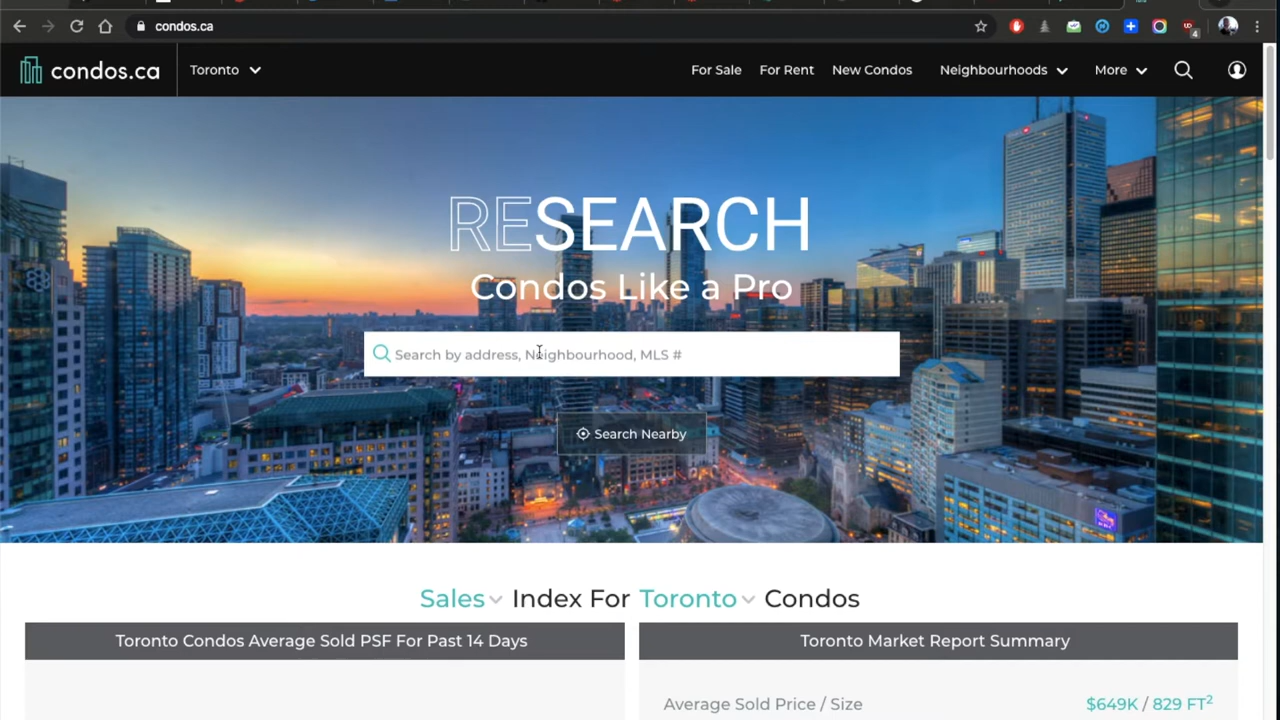 condos.ca
4
condos.ca
Toronto
For Sale
For Rent
New Condos
Neighbourhoods
More
RESEARCH
Condos Like a Pro
Search by address, Neighbourhood, MLS #
Search Nearby
Sales Index For Toronto Condos
Toronto Condos Average Sold PSF For Past 14 Days
Toronto Market Report Summary
Average Sold Price / Size
$649K / 829 FT²